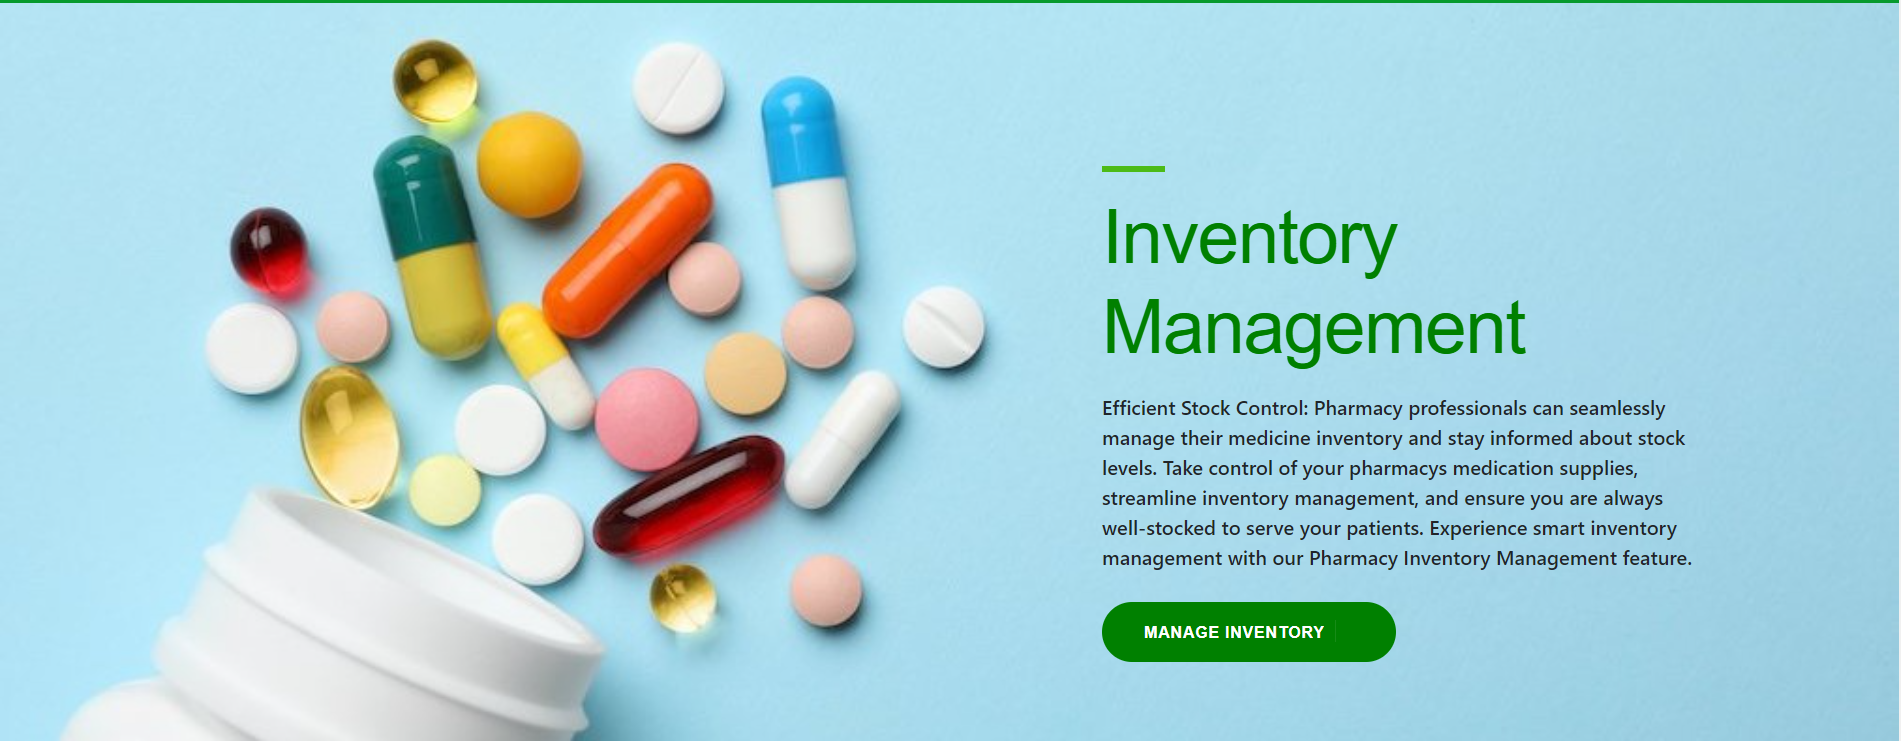 Inventory
Management
Efficient Stock Control: Pharmacy professionals can seamlessly
manage their medicine inventory and stay informed about stock
levels. Take control of your pharmacys medication supplies,
streamline inventory management, and ensure you are always
well-stocked to serve your patients. Experience smart inventory
management with our Pharmacy Inventory Management feature.
MANAGE INVENTORY